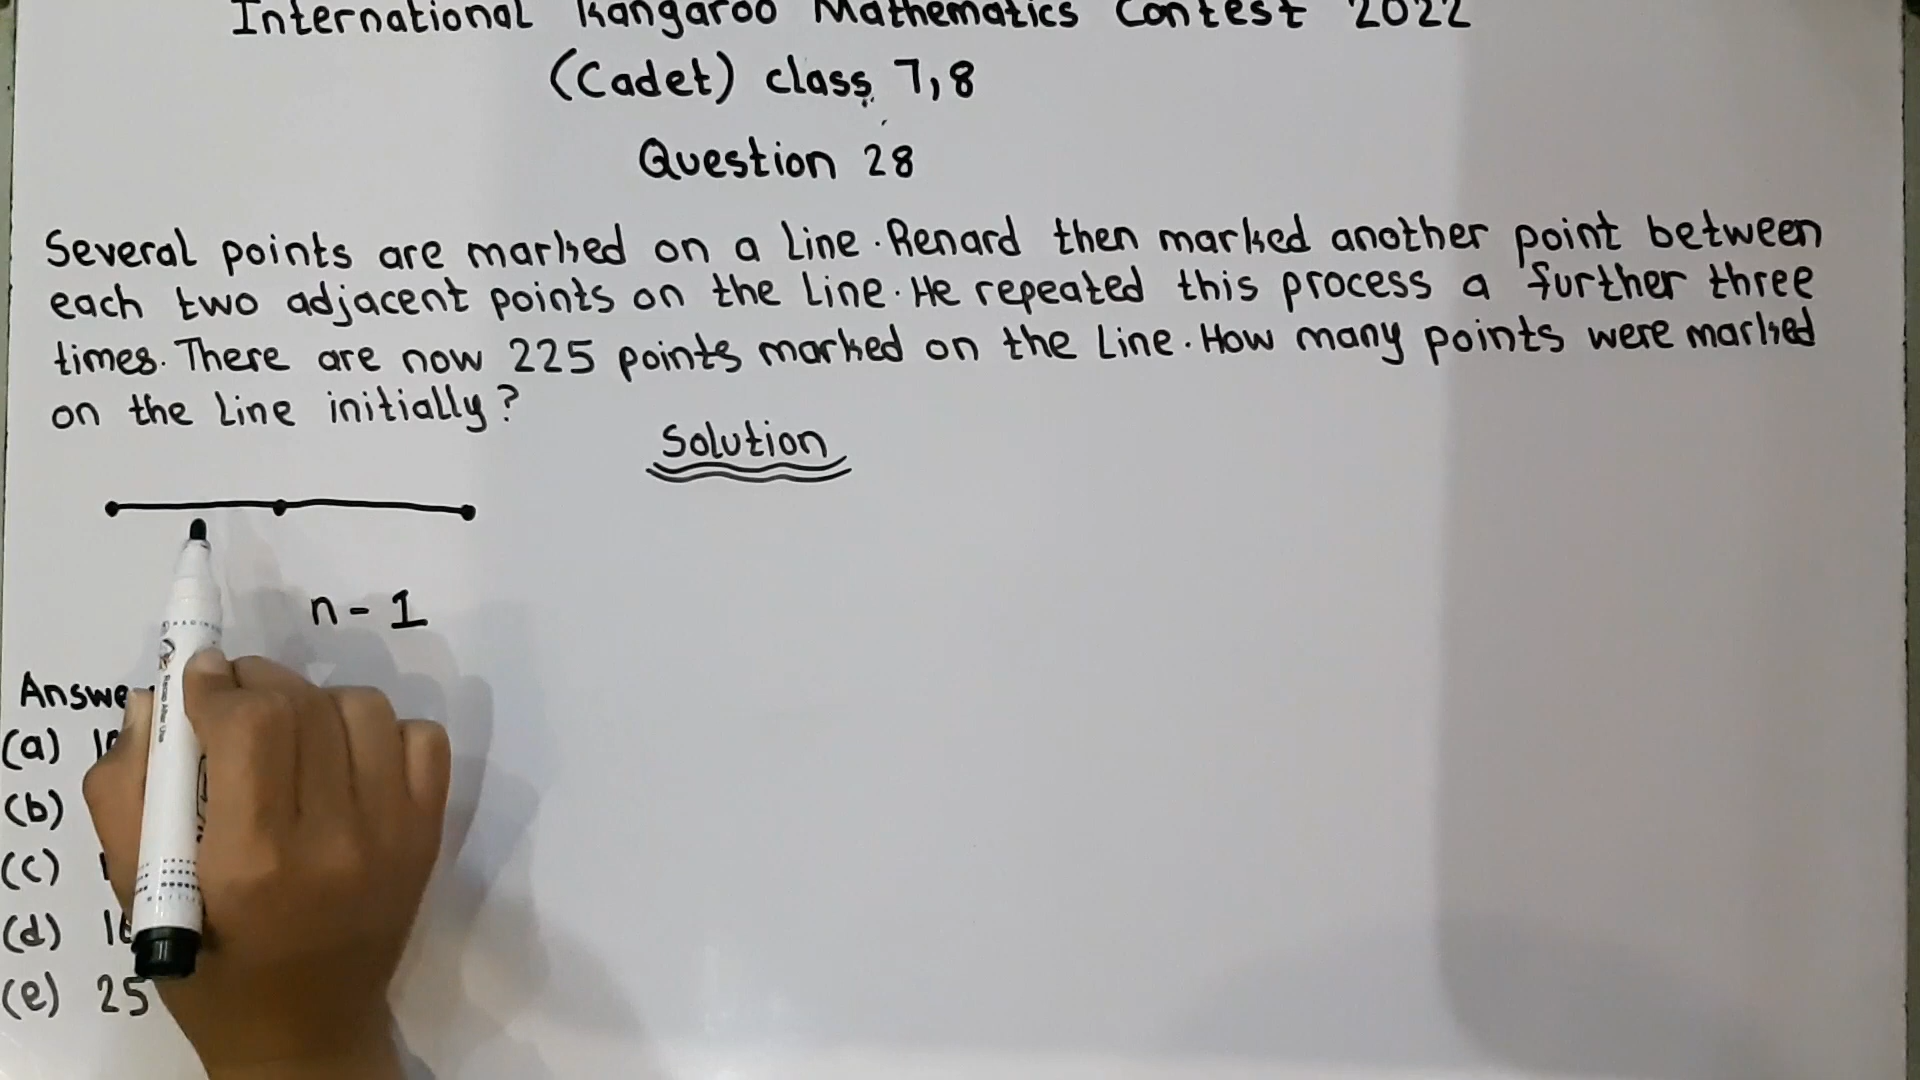 International Kangaroo Mathematics Contest 2022
(Cadet) class 7,8
Question 28
Several points are marked on a line. Renard then marked another point between
each two adjacent points on the line. He repeated this process a further three
times. There are now 225 points marked on the line. How many points were marked
on the line initially?
Solution
n - 1
(a)
(b)
(c)
(d)
(e) 25